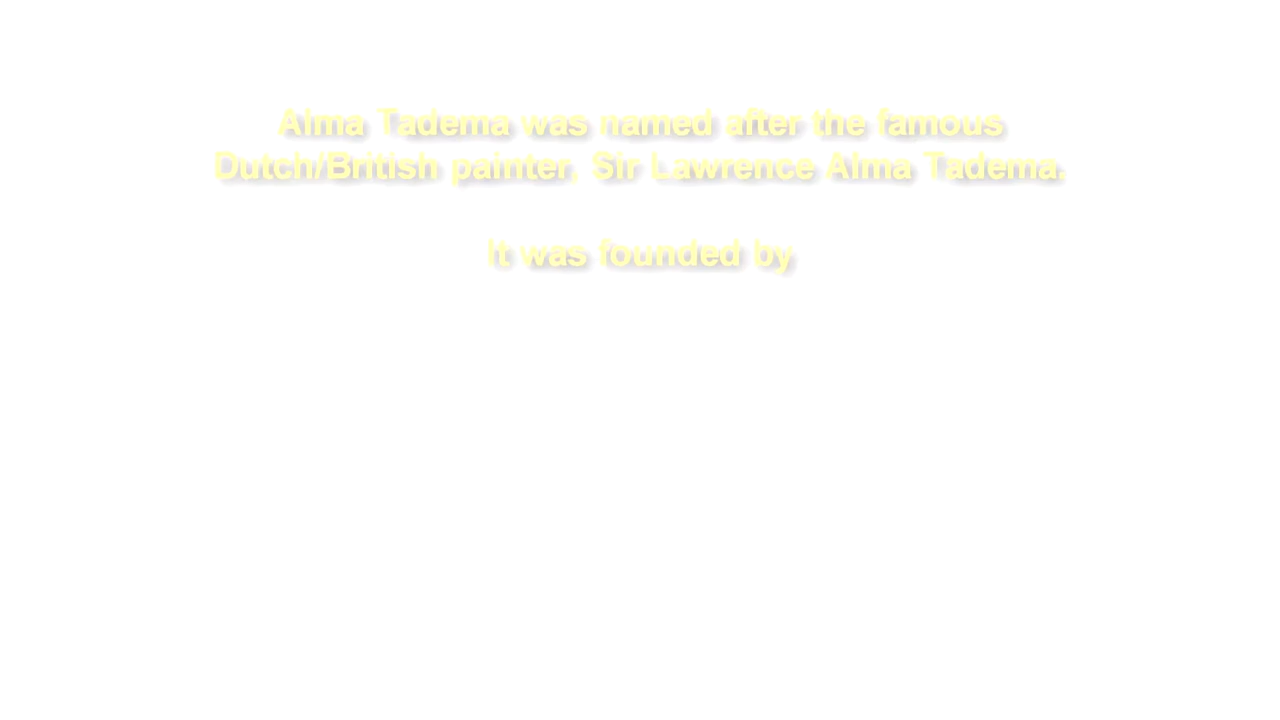 Alma Tadema was named after the famous
Dutch/British painter, Sir Lawrence Alma Tadema.
It was founded by